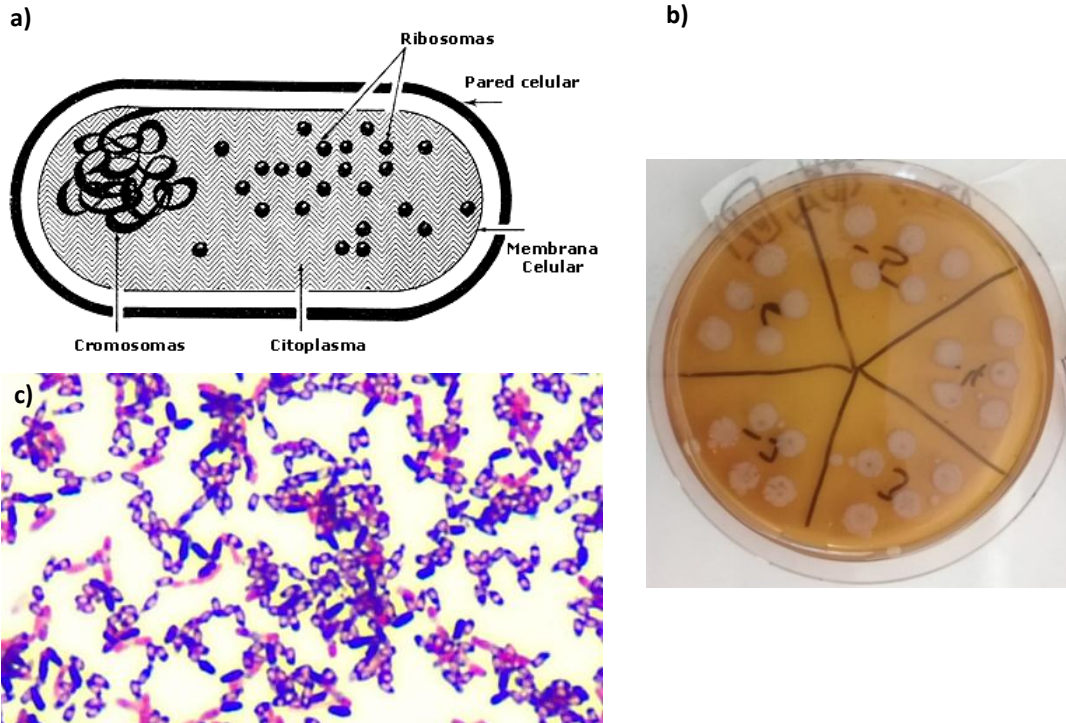 a)
Ribosomas
Pared celular
Membrana
Celular
Cromosomas
Citoplasma
b)
c)